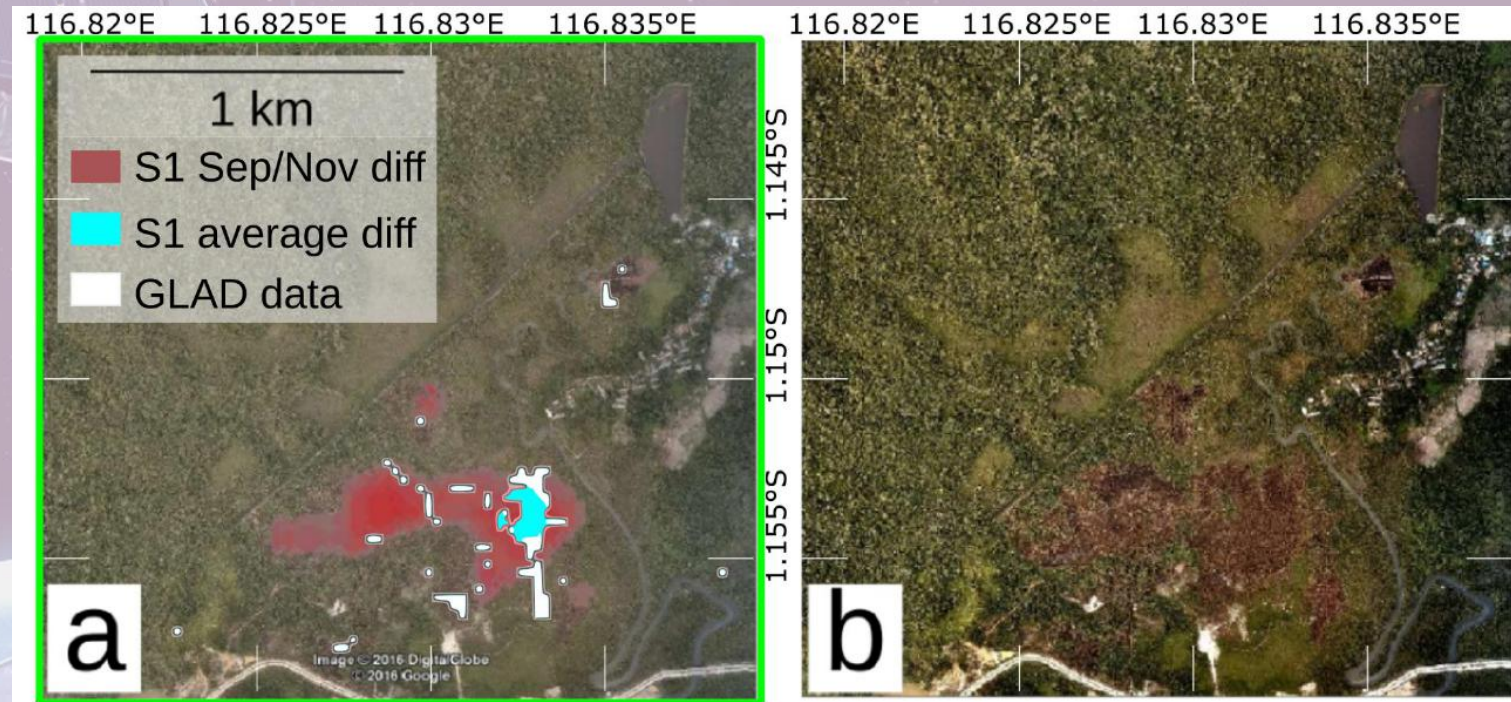 116.82°E 116.825°E 116.83°E 116.835°E
116.82°E 116.825°E 116.83°E 116.835°E
1 km
S1 Sep/Nov diff
S1 average diff
GLAD data
1.145°S
1.15°S
1.155°S
a
b
Image © 2016 DigitalGlobe
© 2016 Google